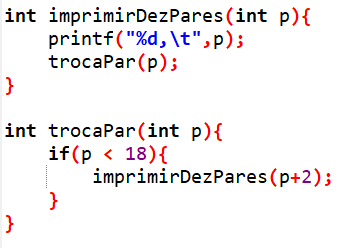 int imprimirDezPares(int p){
    printf("%d,\t",p);
    trocaPar(p);
}

int trocaPar(int p){
    if(p < 18){
        imprimirDezPares(p+2);
    }
}